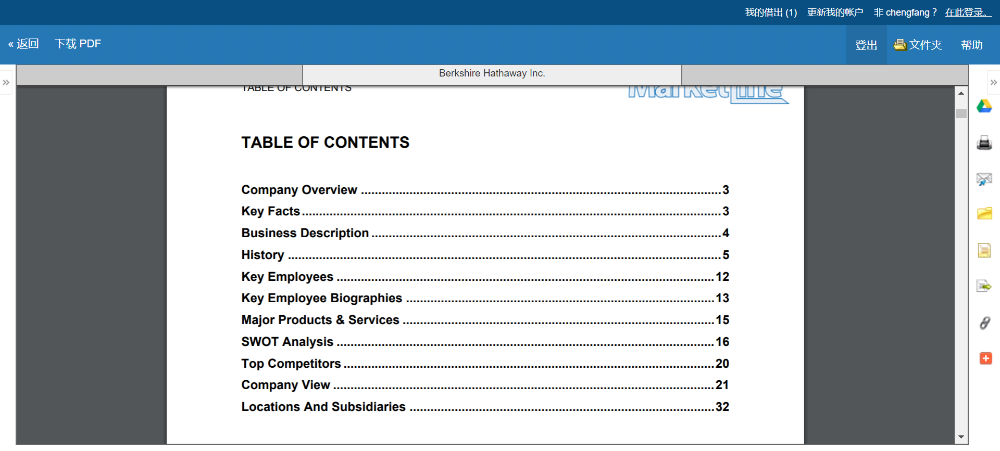 我的借出 (1) 更新我的帐户 非 chengfang？ 在此登录。
« 返回 下载 PDF 登出 文件夹 帮助
Berkshire Hathaway Inc.
TABLE OF CONTENTS MarketLine
TABLE OF CONTENTS
Company Overview ........................................ 3
Key Facts ........................................ 3
Business Description ........................................ 4
History ........................................ 5
Key Employees ........................................ 12
Key Employee Biographies ........................................ 13
Major Products & Services ........................................ 15
SWOT Analysis ........................................ 16
Top Competitors ........................................ 20
Company View ........................................ 21
Locations And Subsidiaries ........................................ 32